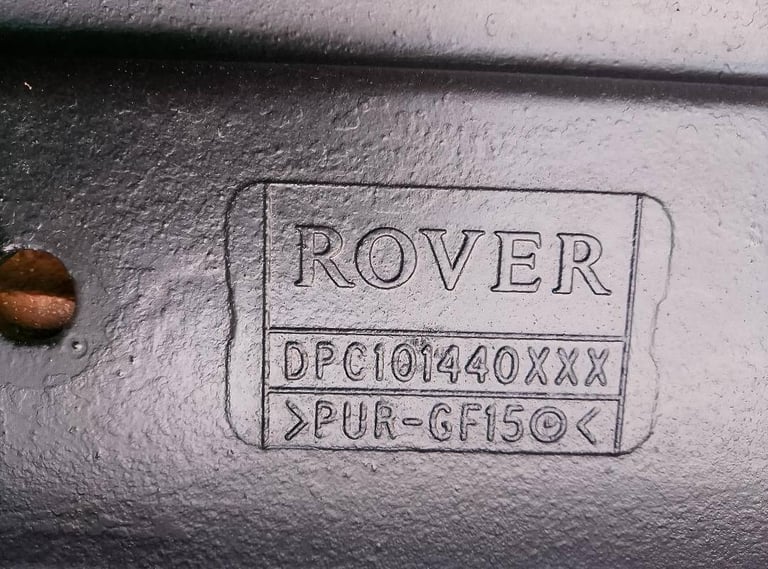 ROVER
DPC101440XXX
>PUR-GF15©<